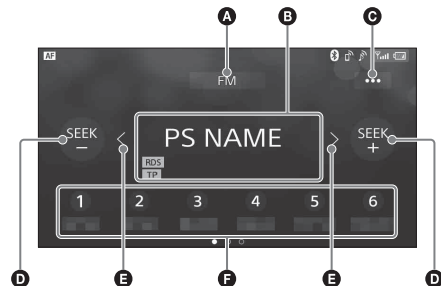 A B C
AF
FM
SEEK
−
PS NAME
SEEK
+
RDS
TP
D E E D
1 2 3 4 5 6
D E F E D